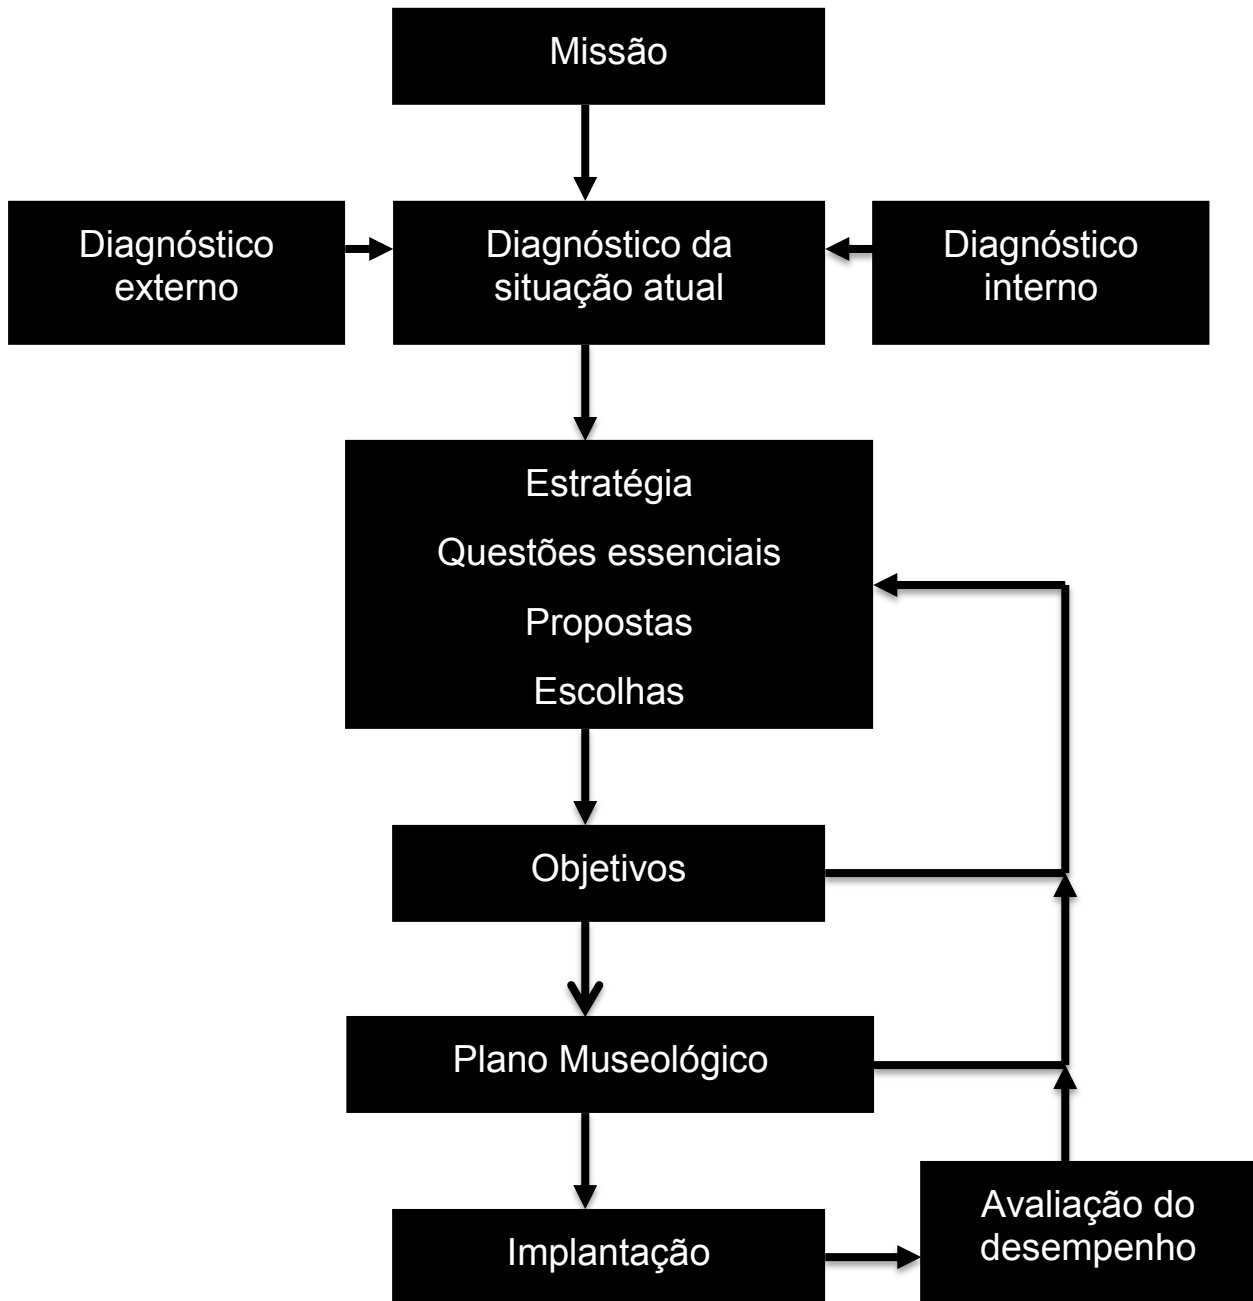 Missão
Diagnóstico
externo
Diagnóstico da
situação atual
Diagnóstico
interno
Estratégia
Questões essenciais
Propostas
Escolhas
Objetivos
Plano Museológico
Implantação
Avaliação do
desempenho